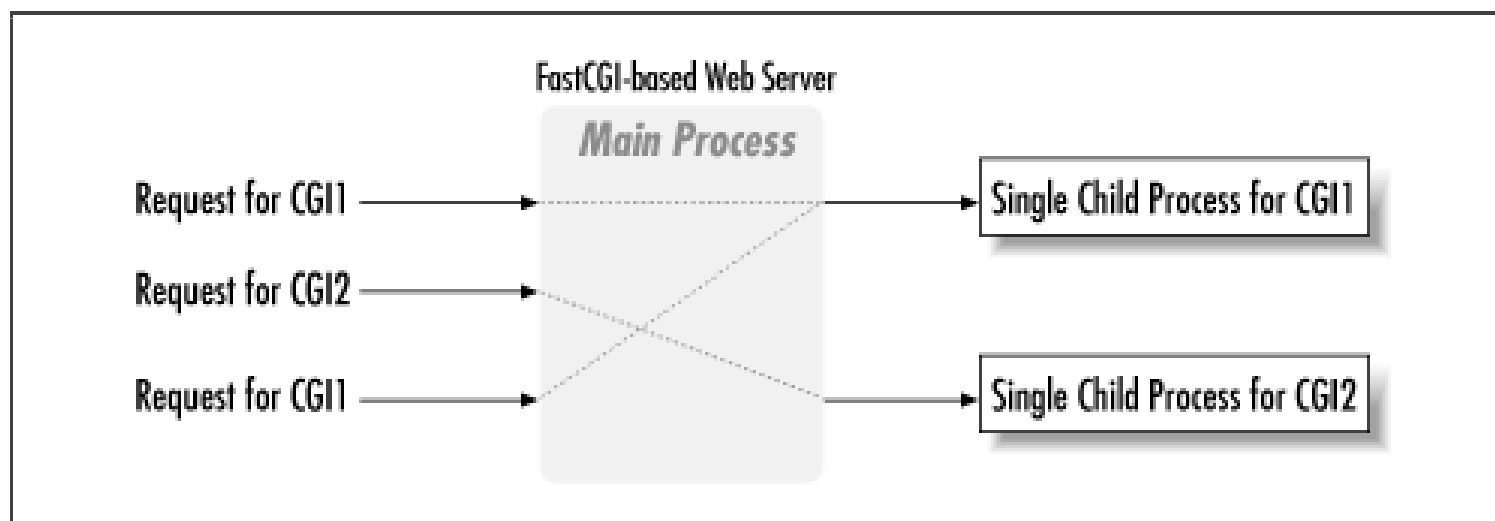 FastCGI-based Web Server
Main Process
Request for CGI1
Single Child Process for CGI1
Request for CGI2
Request for CGI1
Single Child Process for CGI2